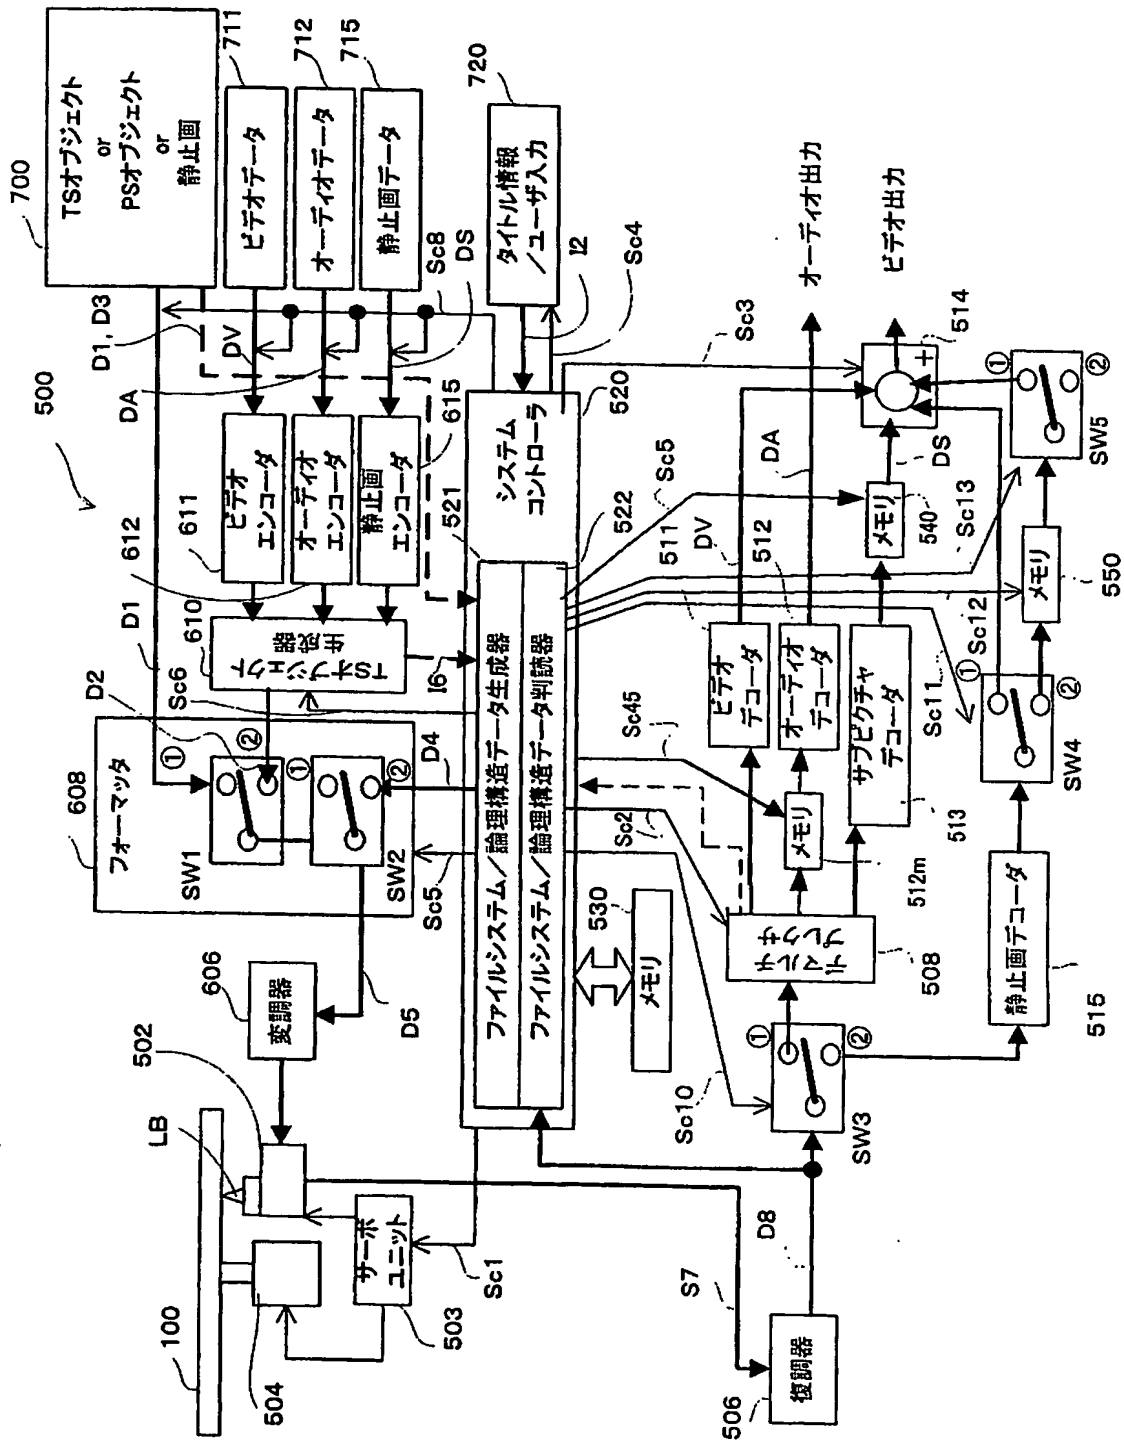 700
TSオブジェクト
or
PSオブジェクト
or
静止画
711
ビデオデータ
712
オーディオデータ
715
静止画データ
720
タイトル情報
/ユーザ入力
500
D1, D3
DV
DA
Sc8
DS
I2
Sc4
D1
612
611
ビデオ
エンコーダ
オーディオ
エンコーダ
静止画
エンコーダ
615
610
TSオブジェクト
生成器
I6
Sc6
D2
608
フォーマッタ
①
②
SW1
①
②
SW2
D4
Sc5
D5
606
変調器
502
LB
100
504
サーボ
ユニット
503
Sc1
521
システム
コントローラ
520
522
ファイルシステム/論理構造データ生成器
ファイルシステム/論理構造データ判読器
530
メモリ
S7
D8
506
復調器
Sc10
Sc2
Sc45
SW3
①
②
デマルチ
プレクサ
508
メモリ
512m
511
ビデオ
デコーダ
512
オーディオ
デコーダ
サブピクチャ
デコーダ
513
DV
DA
Sc5
Sc3
メモリ
540
DS
オーディオ出力
ビデオ出力
+
514
Sc11
Sc12
Sc13
静止画デコーダ
515
①
②
SW4
メモリ
550
①
②
SW5